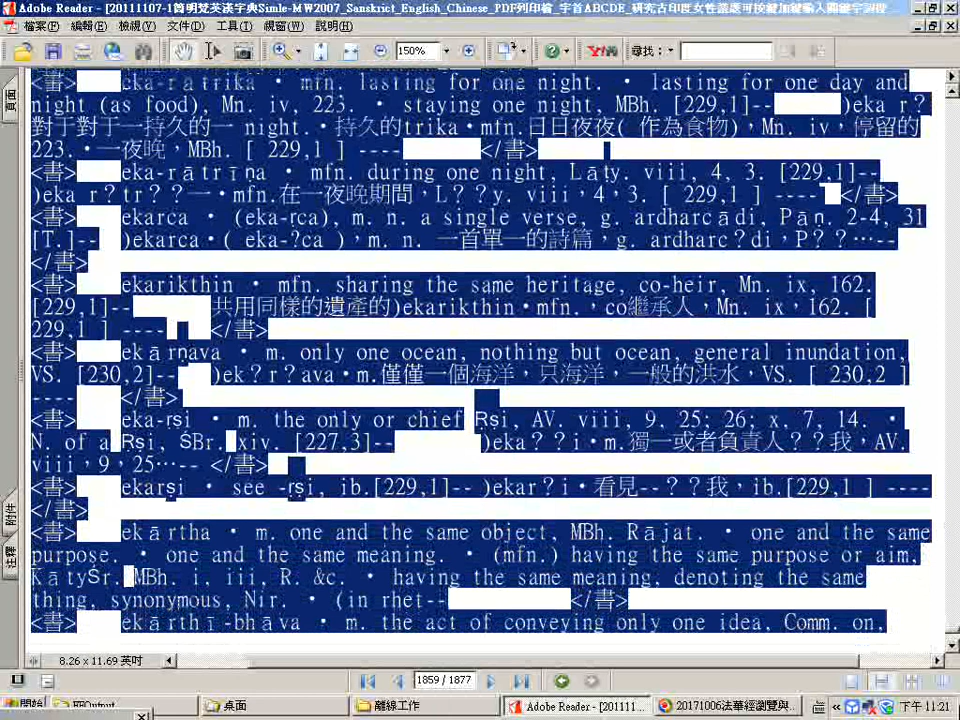 Adobe Reader - [20111107-1簡明梵英漢字典Simle-MW2007_Sanskrict_English_Chinese_PDF列印檔_字首ABCDE_研究古印度女性議題可按
檔案(F) 編輯(E) 檢視(V) 文件(D) 工具(T) 視窗(W) 說明(H)
150% 尋找：
頁面
<書> eka-rātrika • mfn. lasting for one night. • lasting for one day and
night (as food), Mn. iv, 223. • staying one night, MBh. [229,1]-- )eka r?
對于對于一持久的一 night.•持久的trika•mfn.日日夜夜( 作為食物)，Mn. iv，停留的
223.•一夜晚，MBh. [ 229,1 ] ---- </書>
<書> eka-rātrīṇa • mfn. during one night, Lāṭy. viii, 4, 3. [229,1]--
)eka r?tr??一•mfn.在一夜晚期間，L??y. viii，4，3. [ 229,1 ] ---- </書>
<書> ekarca • (eka-ṛca), m. n. a single verse, g. ardharcādi, Pāṇ. 2-4, 31
[T.]-- )ekarca•( eka-?ca )，m. n. 一首單一的詩篇，g. ardharc?di，P??…--
</書>
<書> ekarikthin • mfn. sharing the same heritage, co-heir, Mn. ix, 162.
[229,1]-- 共用同樣的遺產的)ekarikthin•mfn.，co繼承人，Mn. ix，162. [
229,1 ] ---- </書>
<書> ekārṇava • m. only one ocean, nothing but ocean, general inundation,
VS. [230,2]-- )ek?r?ava•m.僅僅一個海洋，只海洋，一般的洪水，VS. [ 230,2 ]
---- </書>
<書> eka-ṛṣi • m. the only or chief Ṛṣi, AV. viii, 9. 25; 26; x, 7, 14. •
N. of a Ṛṣi, ŚBr. xiv. [227,3]-- )eka??i•m.獨一或者負責人??我，AV.
viii，9，25…-- </書>
<書> ekarṣi • see -ṛṣi, ib.[229,1]-- )ekar?i•看見--??我，ib.[229,1 ] ----
</書>
<書> ekārtha • m. one and the same object, MBh. Rājat. • one and the same
purpose. • one and the same meaning. • (mfn.) having the same purpose or aim,
KātyŚr. MBh. i, iii, R. &c. • having the same meaning, denoting the same
thing, synonymous, Nir. • (in rhet-- </書>
<書> ekārthī-bhāva • m. the act of conveying only one idea, Comm. on,
附件
註釋
8.26 x 11.69 英吋
1859 / 1877
開始 桌面 離線工作 Adobe Reader - [201111... 20171006法華經瀏覽與... 下午 11:21